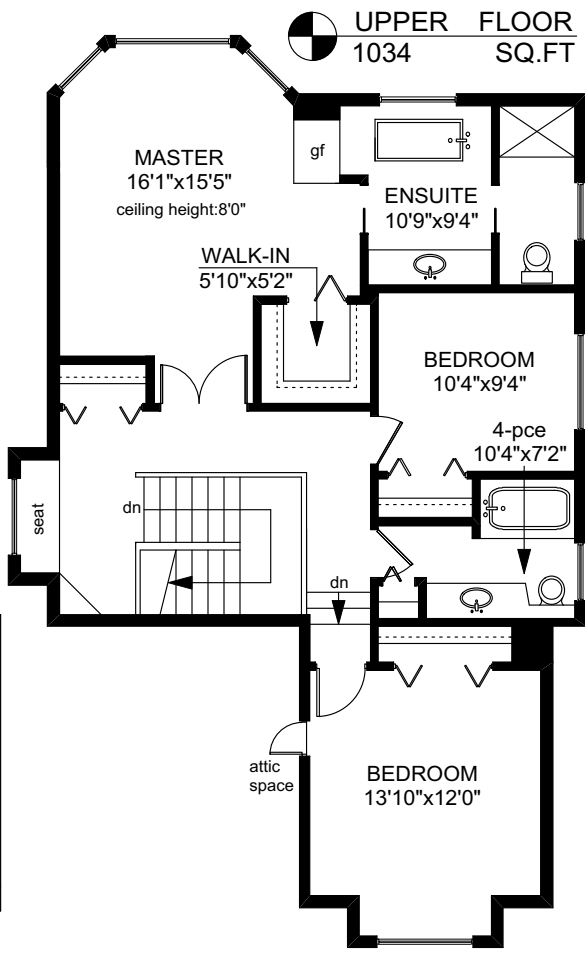 UPPER FLOOR
1034 SQ.FT
MASTER
16'1"x15'5"
ceiling height:8'0"
gf
ENSUITE
10'9"x9'4"
WALK-IN
5'10"x5'2"
BEDROOM
10'4"x9'4"
4-pce
10'4"x7'2"
seat
dn
dn
attic
space
BEDROOM
13'10"x12'0"